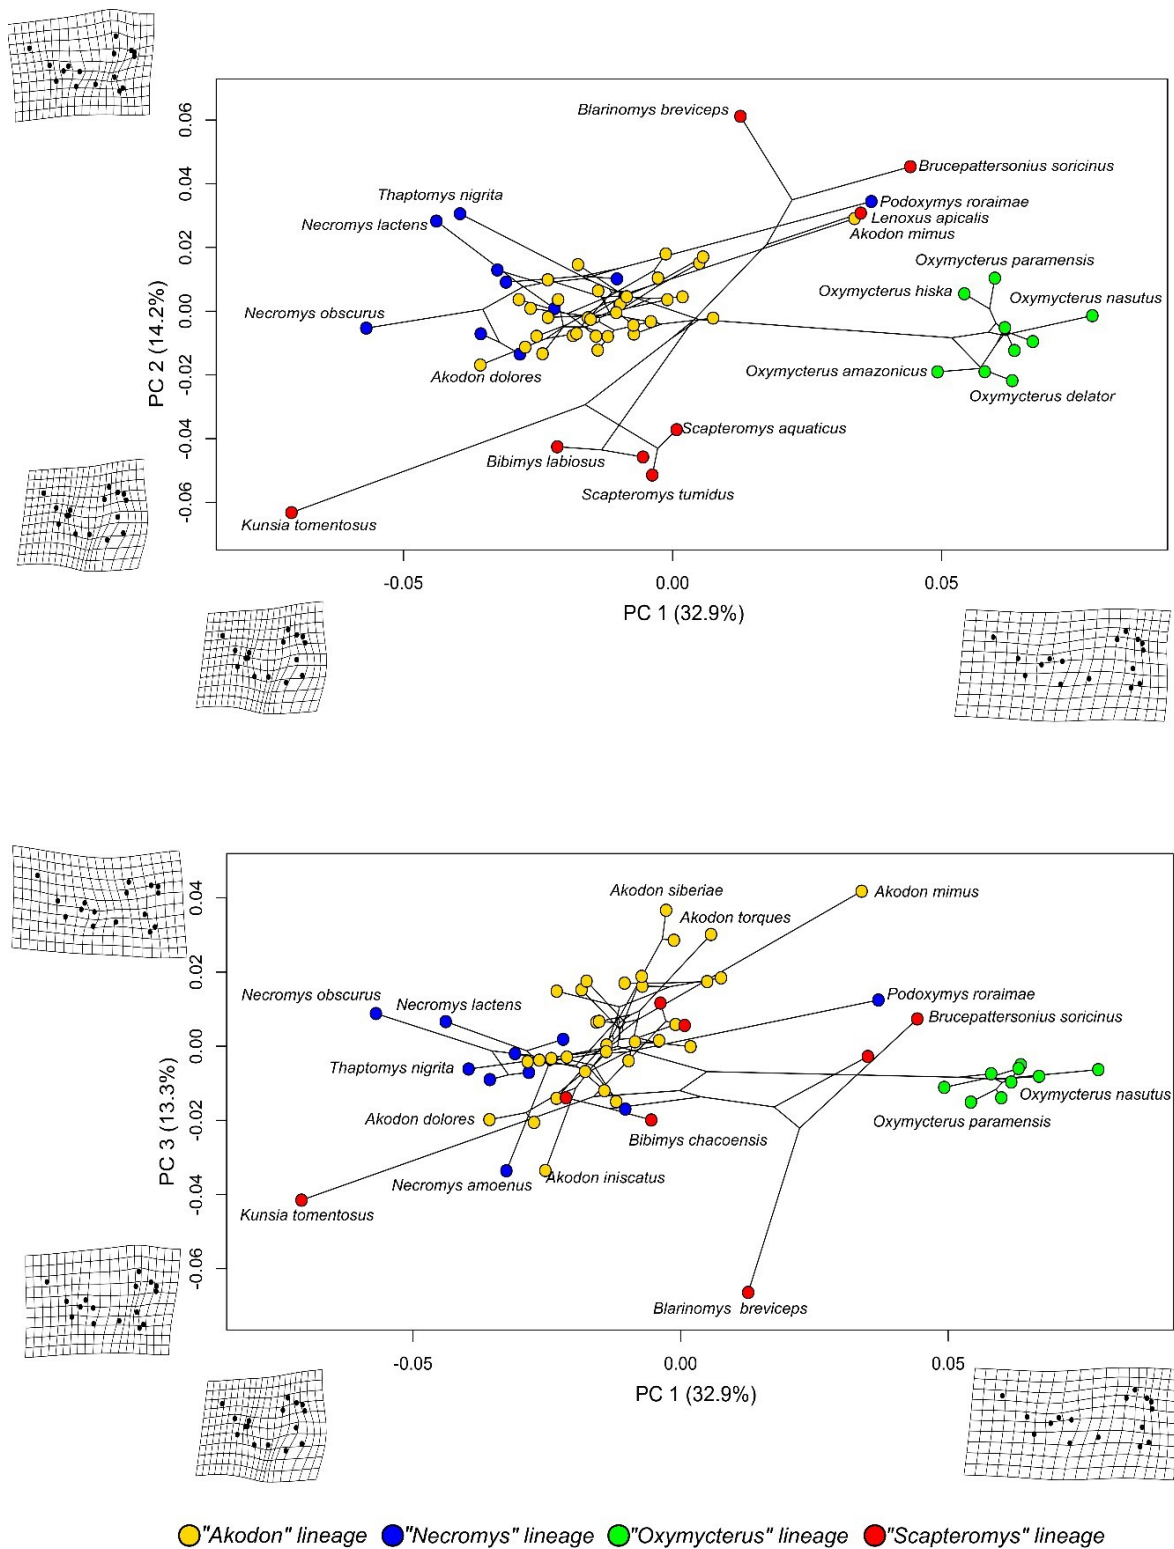 Blarinomys breviceps
Brucepattersonius soricinus
Thaptomys nigrita
Podoxymys roraimae
Necromys lactens
Lenoxus apicalis
Akodon mimus
Oxymycterus paramensis
Oxymycterus hiska
Oxymycterus nasutus
Necromys obscurus
Akodon dolores
Oxymycterus amazonicus
Oxymycterus delator
Scapteromys aquaticus
Bibimys labiosus
Scapteromys tumidus
Kunsia tomentosus
PC 2 (14.2%)
0.06
0.04
0.02
0.00
-0.02
-0.04
-0.06
-0.05
0.00
0.05
PC 1 (32.9%)
Akodon siberiae
Akodon mimus
Akodon torques
Necromys obscurus
Necromys lactens
Podoxymys roraimae
Brucepattersonius soricinus
Thaptomys nigrita
Oxymycterus nasutus
Akodon dolores
Oxymycterus paramensis
Bibimys chacoensis
Necromys amoenus
Akodon iniscatus
Kunsia tomentosus
Blarinomys breviceps
PC 3 (13.3%)
0.04
0.02
0.00
-0.02
-0.04
-0.06
-0.05
0.00
0.05
PC 1 (32.9%)
"Akodon" lineage "Necromys" lineage "Oxymycterus" lineage "Scapteromys" lineage